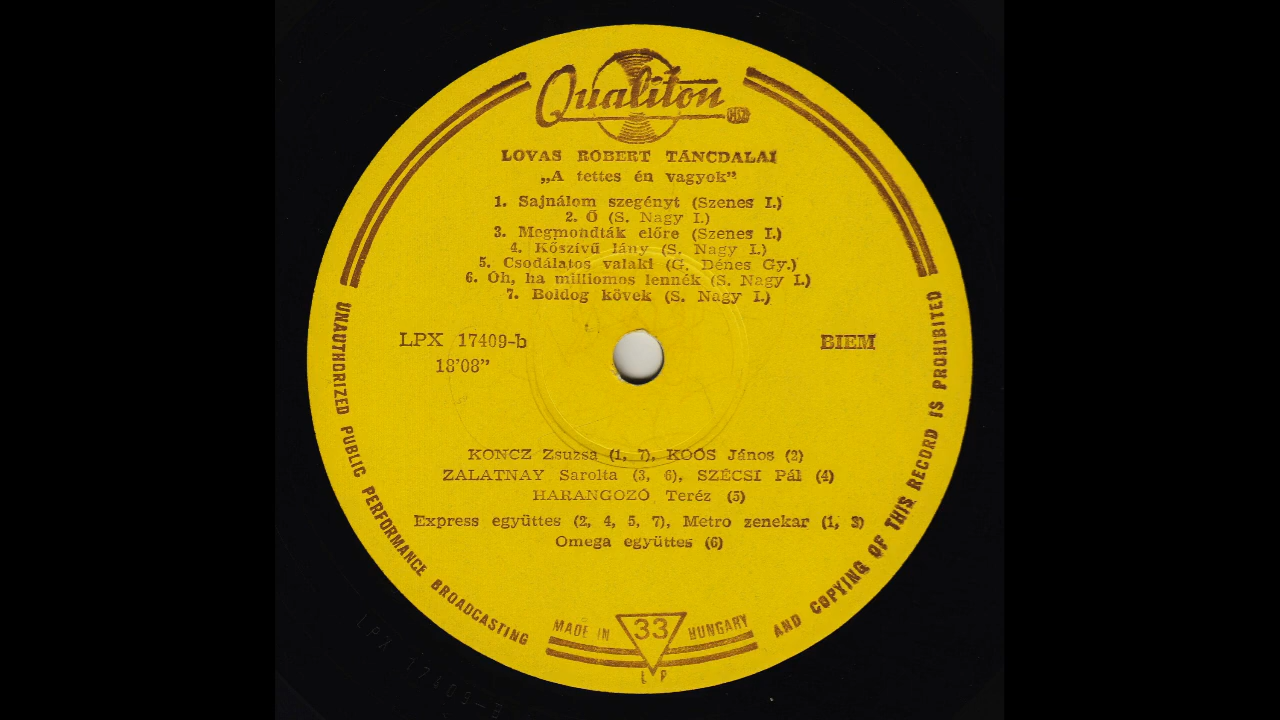 Qualiton
LOVAS RÓBERT TÁNCDALAI
„A tettes én vagyok”
1. Sajnálom szegényt (Szenes I.)
2. Ő (S. Nagy I.)
3. Megmondták előre (Szenes I.)
4. Kőszívű lány (S. Nagy I.)
5. Csodálatos valaki (G. Dénes Gy.)
6. Óh, ha milliomos lennék (S. Nagy I.)
7. Boldog kövek (S. Nagy I.)
LPX 17409-b
BIEM
18’08”
KONCZ Zsuzsa (1, 7), KOÓS János (2)
ZALATNAY Sarolta (3, 6), SZÉCSI Pál (4)
HARANGOZÓ Teréz (5)
Express együttes (2, 4, 5, 7), Metro zenekar (1, 3)
Omega együttes (6)
MADE IN 33 HUNGARY
LP
UNAUTHORIZED PUBLIC PERFORMANCE BROADCASTING AND COPYING OF THIS RECORD IS PROHIBITED
LPX 17409-B